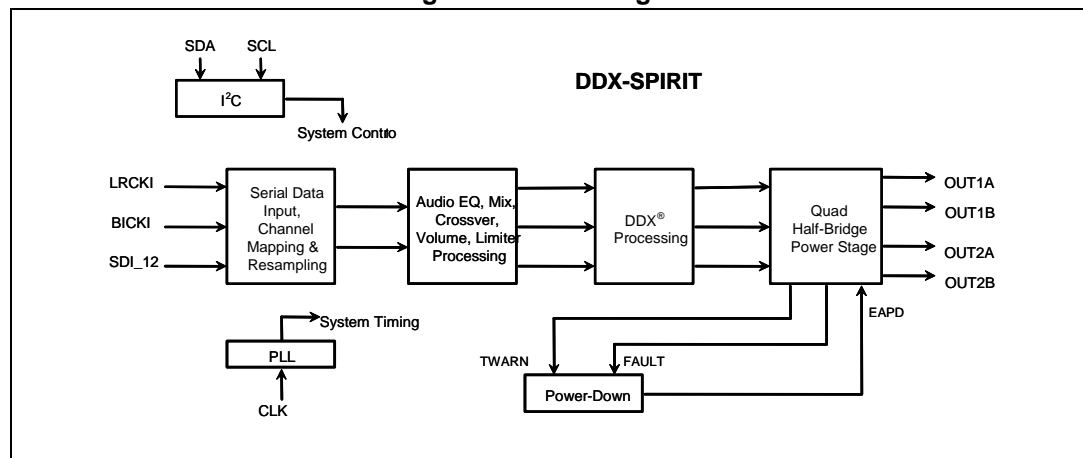 SDA SCL
DDX-SPIRIT
I²C
System Contro
LRCKI
BICKI
SDI_12
Serial Data
Input,
Channel
Mapping &
Resampling
Audio EQ, Mix,
Crossver,
Volume, Limiter
Processing
DDX®
Processing
Quad
Half-Bridge
Power Stage
OUT1A
OUT1B
OUT2A
OUT2B
EAPD
System Timing
PLL
CLK
TWARN
FAULT
Power-Down